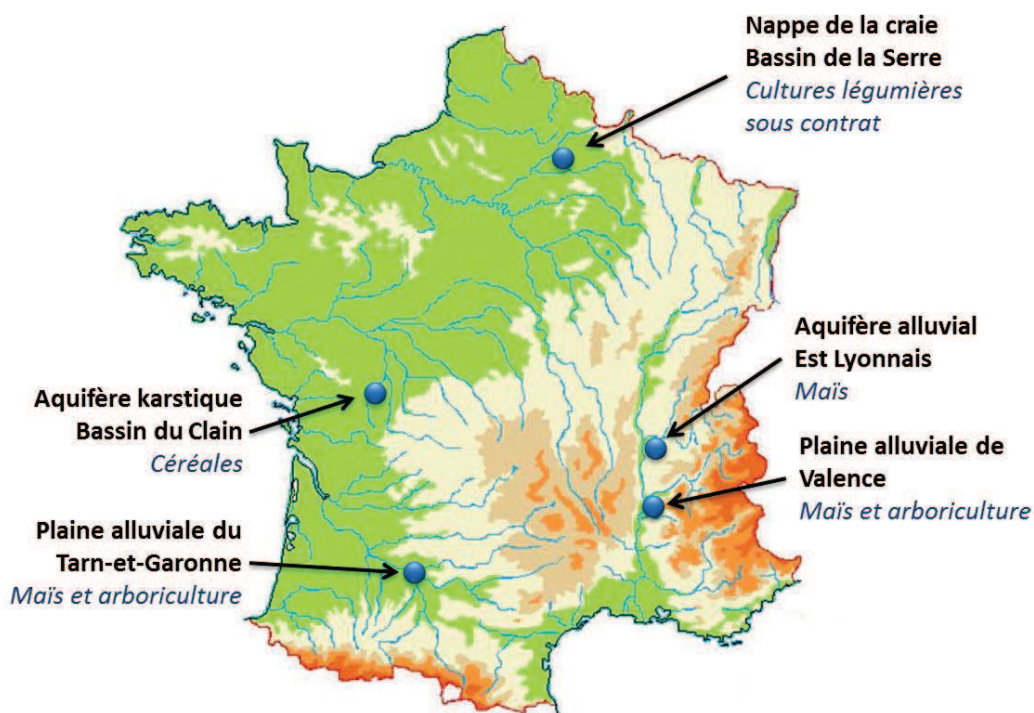 Nappe de la craie
Bassin de la Serre
Cultures légumières
sous contrat
Aquifère alluvial
Est Lyonnais
Maïs
Aquifère karstique
Bassin du Clain
Céréales
Plaine alluviale de
Valence
Maïs et arboriculture
Plaine alluviale du
Tarn-et-Garonne
Maïs et arboriculture